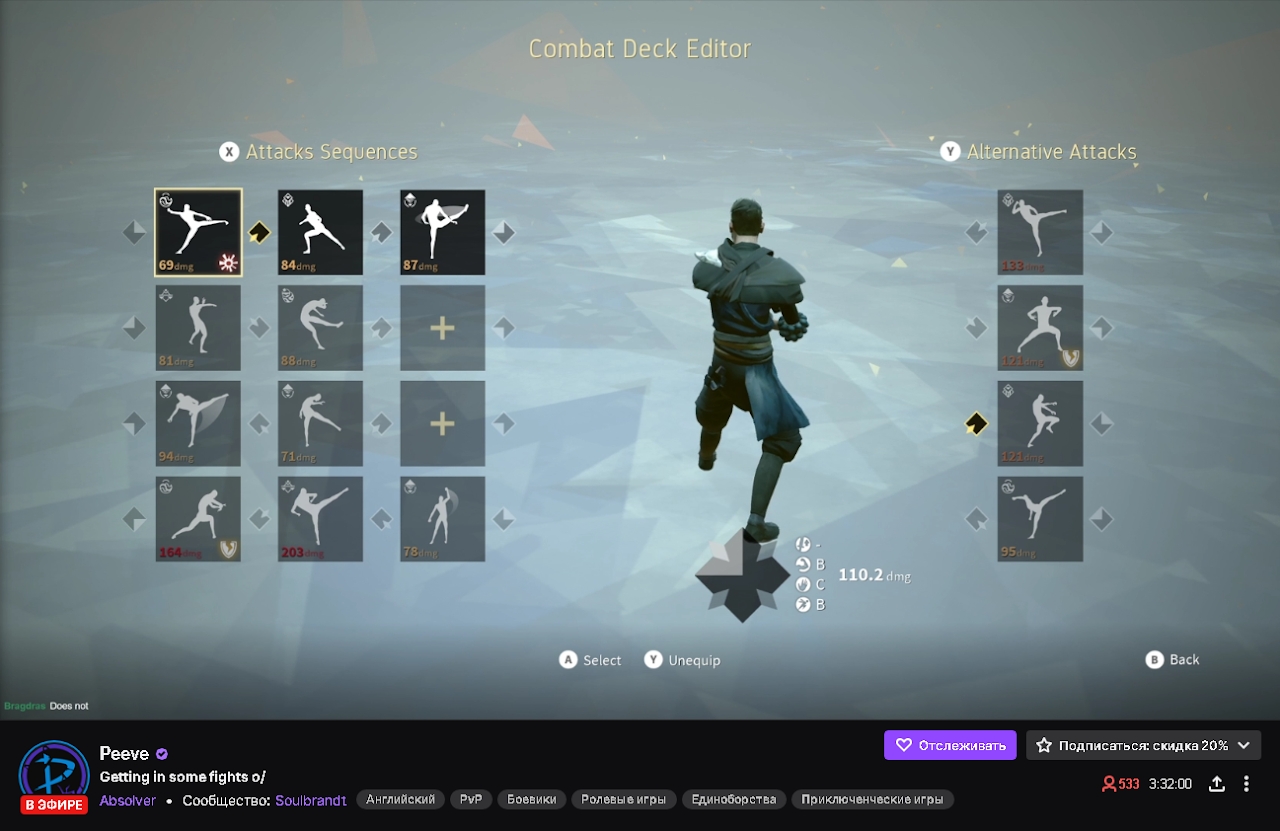 Combat Deck Editor
X Attacks Sequences
Y Alternative Attacks
69dmg
84dmg
87dmg
133dmg
81dmg
88dmg
121dmg
94dmg
71dmg
121dmg
164dmg
203dmg
78dmg
95dmg
-
B
C
B
110.2 dmg
A Select
Y Unequip
B Back
Bragdras Does not
Peeve
Getting in some fights o/
Absolver • Сообщество: Soulbrandt
Английский
PvP
Боевики
Ролевые игры
Единоборства
Приключенческие игры
В ЭФИРЕ
Отслеживать
Подписаться: скидка 20%
533
3:32:00